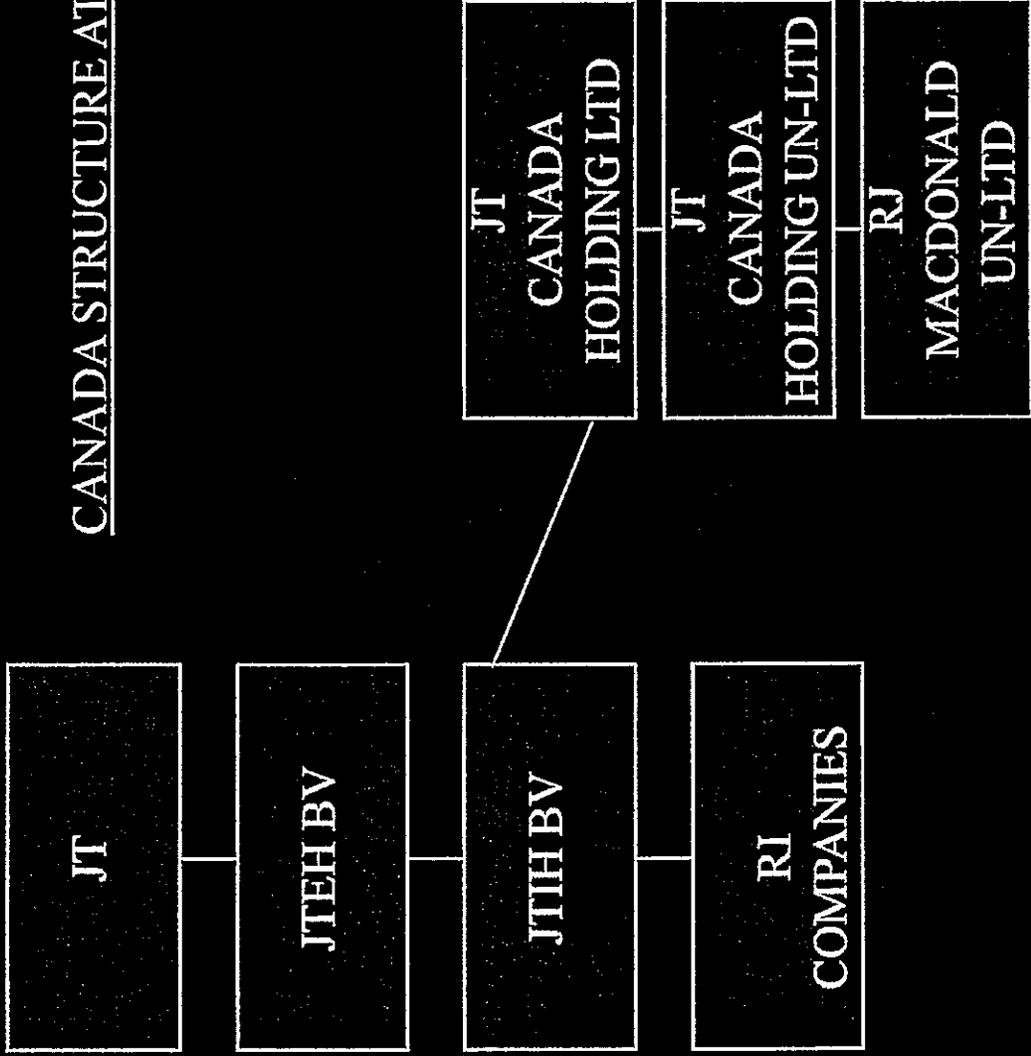 CANADA STRUCTURE AT
JT
JTEH BV
JTIH BV
RI
COMPANIES
JT
CANADA
HOLDING LTD
JT
CANADA
HOLDING UN-LTD
RJ
MACDONALD
UN-LTD